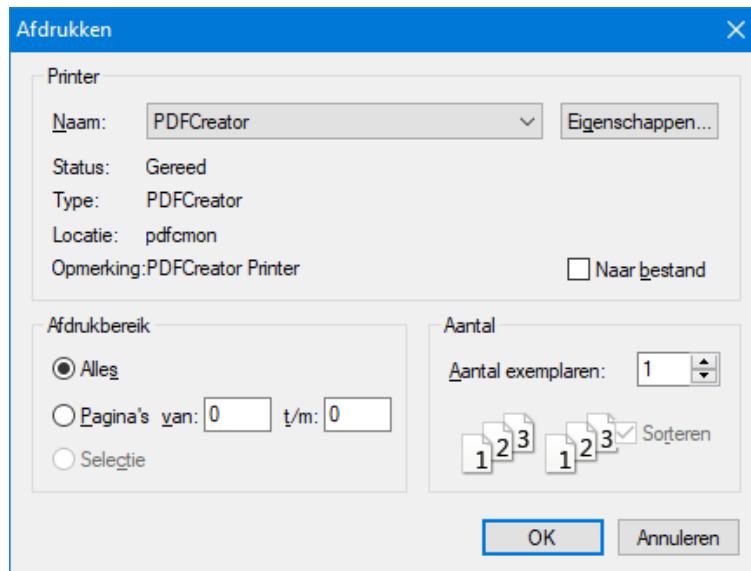 Afdrukken
Printer
Naam: PDFCreator Eigenschappen...
Status: Gereed
Type: PDFCreator
Locatie: pdfcmon
Opmerking:PDFCreator Printer Naar bestand
Afdrukbereik
Alles
Pagina's van: 0 t/m: 0
Selectie
Aantal
Aantal exemplaren: 1
1 2 3 1 2 3 Sorteren
OK Annuleren